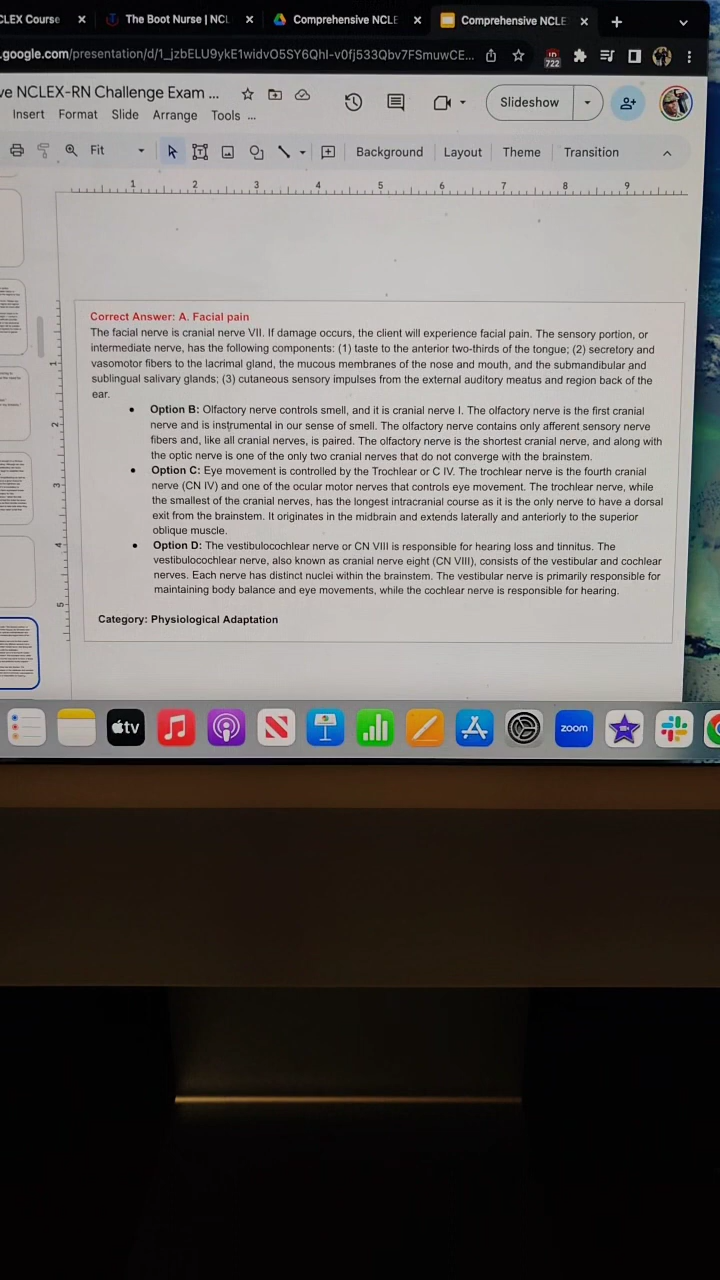 CLEX Course
The Boot Nurse | NCL
Comprehensive NCLE
Comprehensive NCLE
.google.com/presentation/d/1_jzbELU9ykE1widvO5SY6QhI-v0fj533Qbv7FSmuwCE...
722
ve NCLEX-RN Challenge Exam ...
Slideshow
Insert Format Slide Arrange Tools ...
Fit
Background Layout Theme Transition
1 2 3 4 5 6 7 8 9
1
2
3
4
5
Correct Answer: A. Facial pain
The facial nerve is cranial nerve VII. If damage occurs, the client will experience facial pain. The sensory portion, or
intermediate nerve, has the following components: (1) taste to the anterior two-thirds of the tongue; (2) secretory and
vasomotor fibers to the lacrimal gland, the mucous membranes of the nose and mouth, and the submandibular and
sublingual salivary glands; (3) cutaneous sensory impulses from the external auditory meatus and region back of the
ear.
• Option B: Olfactory nerve controls smell, and it is cranial nerve I. The olfactory nerve is the first cranial
nerve and is instrumental in our sense of smell. The olfactory nerve contains only afferent sensory nerve
fibers and, like all cranial nerves, is paired. The olfactory nerve is the shortest cranial nerve, and along with
the optic nerve is one of the only two cranial nerves that do not converge with the brainstem.
• Option C: Eye movement is controlled by the Trochlear or C IV. The trochlear nerve is the fourth cranial
nerve (CN IV) and one of the ocular motor nerves that controls eye movement. The trochlear nerve, while
the smallest of the cranial nerves, has the longest intracranial course as it is the only nerve to have a dorsal
exit from the brainstem. It originates in the midbrain and extends laterally and anteriorly to the superior
oblique muscle.
• Option D: The vestibulocochlear nerve or CN VIII is responsible for hearing loss and tinnitus. The
vestibulocochlear nerve, also known as cranial nerve eight (CN VIII), consists of the vestibular and cochlear
nerves. Each nerve has distinct nuclei within the brainstem. The vestibular nerve is primarily responsible for
maintaining body balance and eye movements, while the cochlear nerve is responsible for hearing.
Category: Physiological Adaptation
tv
zoom